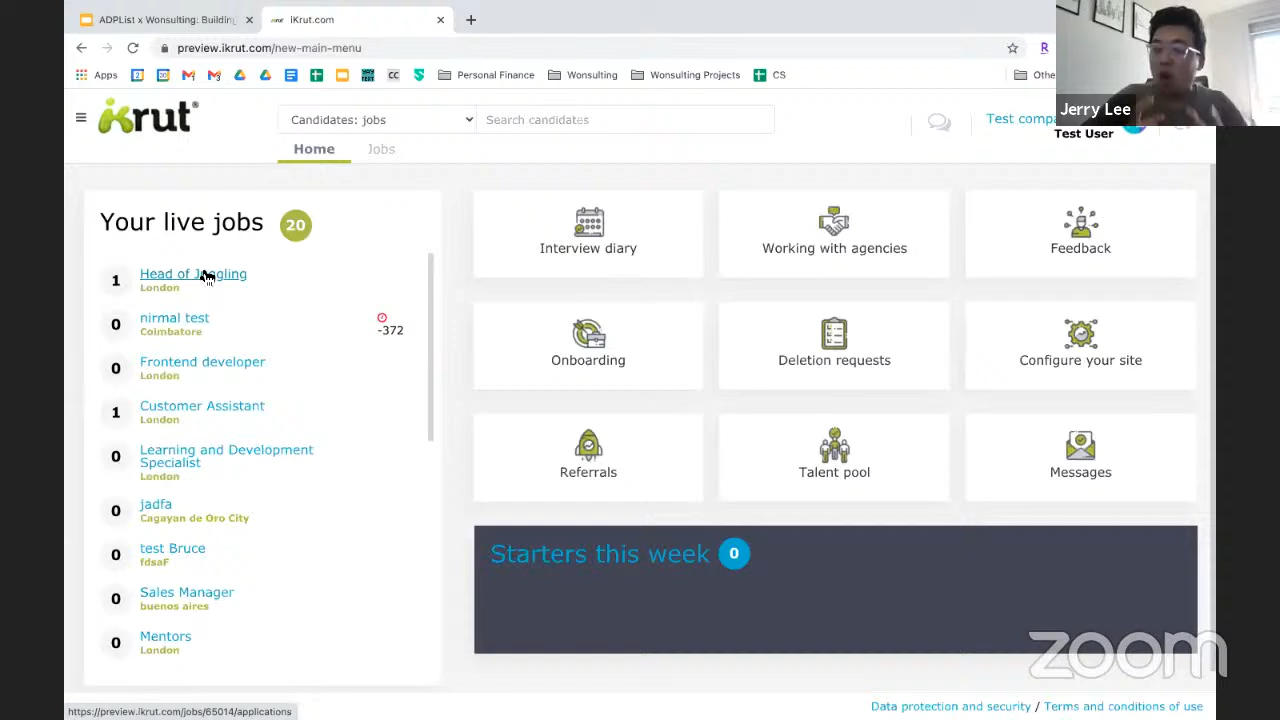 ADPList x Wonsulting: Building
iKrut.com
preview.ikrut.com/new-main-menu
Apps
Personal Finance
Wonsulting
Wonsulting Projects
CS
Othe
Jerry Lee
iKrut®
Candidates: jobs
Search candidates
Test compa
Test User
Home
Jobs
Your live jobs 20
1 Head of Juggling
London
0 nirmal test
Coimbatore
-372
0 Frontend developer
London
1 Customer Assistant
London
0 Learning and Development
Specialist
London
0 jadfa
Cagayan de Oro City
0 test Bruce
fdsaF
0 Sales Manager
buenos aires
0 Mentors
London
Interview diary
Working with agencies
Feedback
Onboarding
Deletion requests
Configure your site
Referrals
Talent pool
Messages
Starters this week 0
zoom
Data protection and security / Terms and conditions of use
https://preview.ikrut.com/jobs/65014/applications